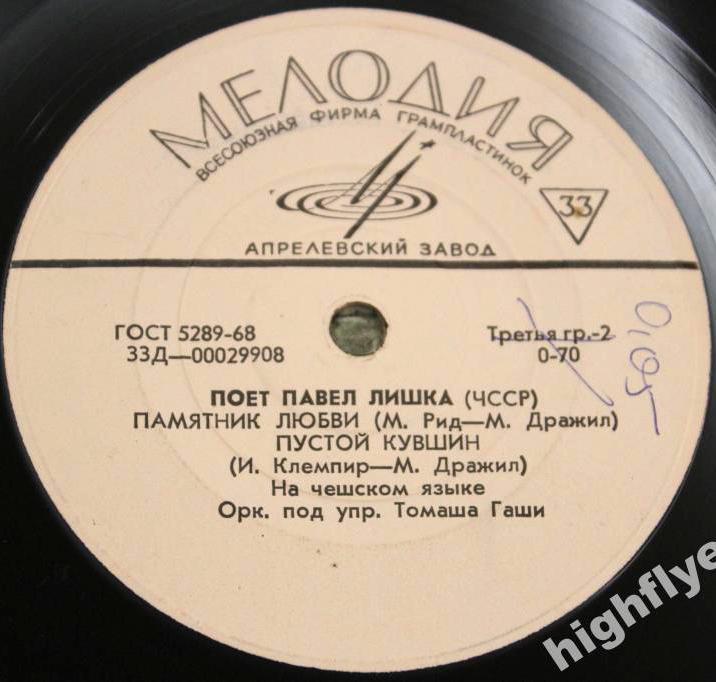 МЕЛОДИЯ
ВСЕСОЮЗНАЯ ФИРМА ГРАМПЛАСТИНОК
33
АПРЕЛЕВСКИЙ ЗАВОД
ГОСТ 5289-68
33Д—00029908
Третья гр.-2
0-70
0,65
ПОЕТ ПАВЕЛ ЛИШКА (ЧССР)
ПАМЯТНИК ЛЮБВИ (М. Рид—М. Дражил)
ПУСТОЙ КУВШИН
(И. Клемпир—М. Дражил)
На чешском языке
Орк. под упр. Томаша Гаши
highflye